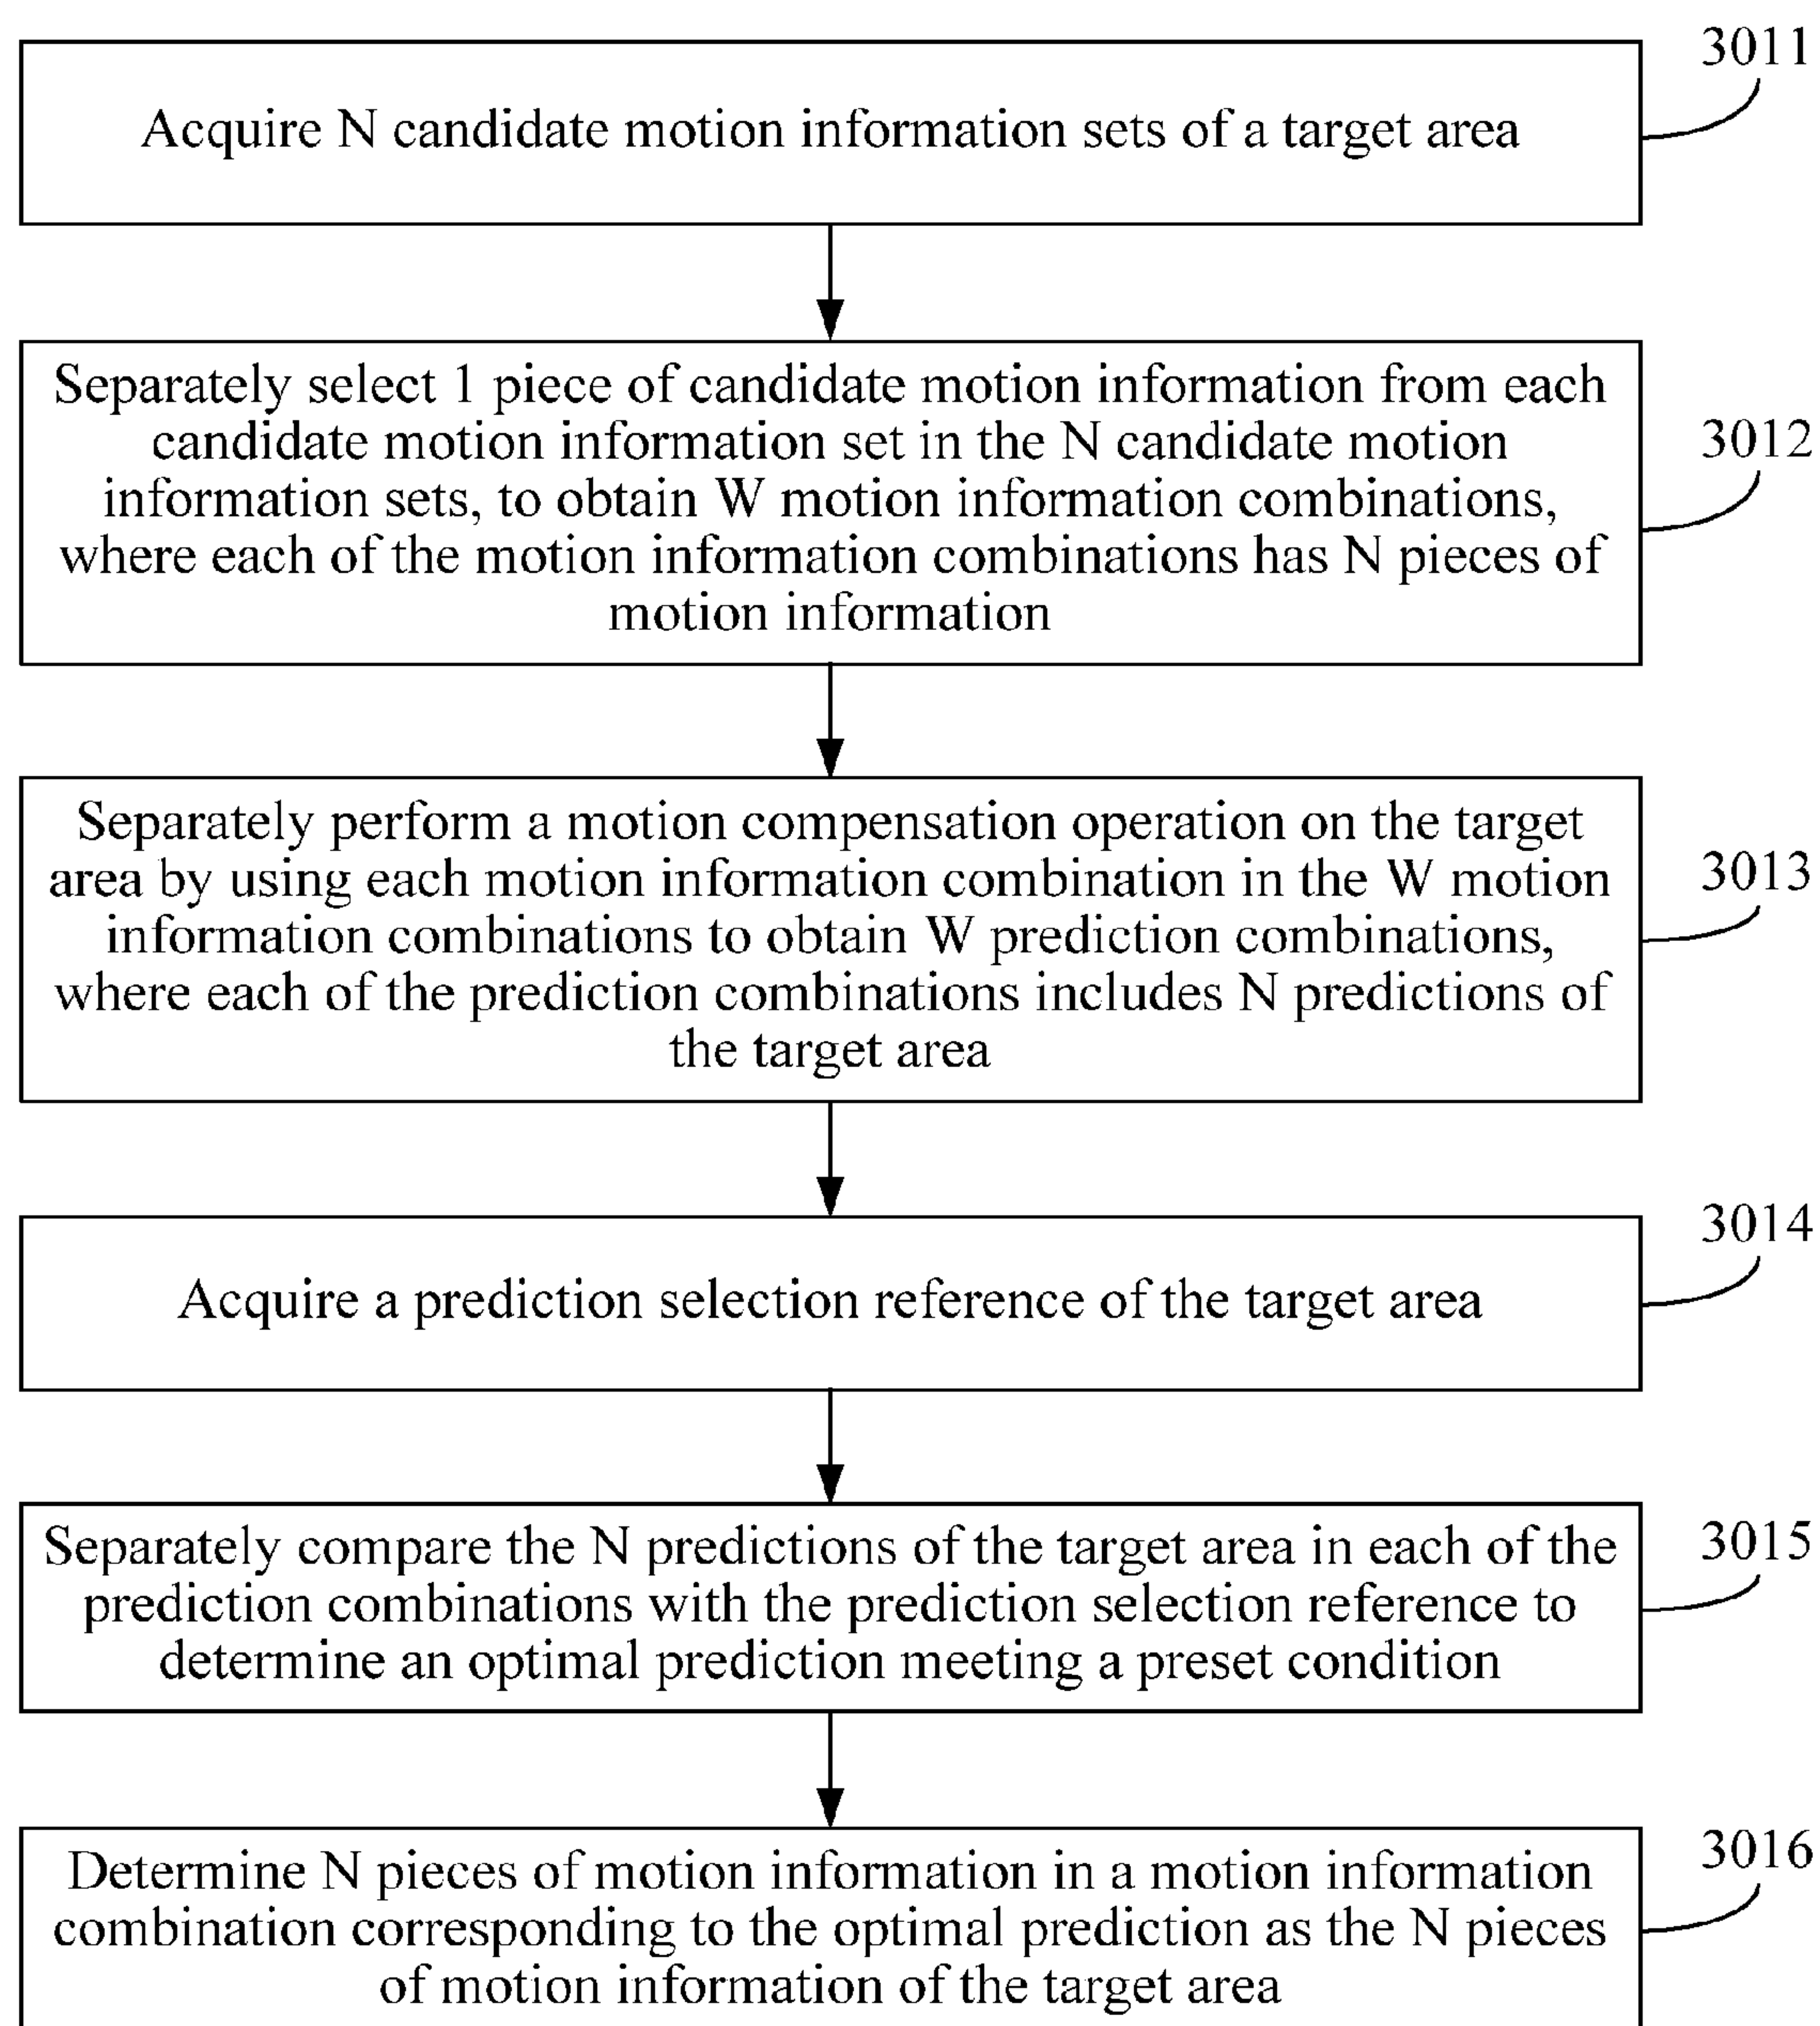 3011
Acquire N candidate motion information sets of a target area
Separately select 1 piece of candidate motion information from each
candidate motion information set in the N candidate motion
information sets, to obtain W motion information combinations,
where each of the motion information combinations has N pieces of
motion information
3012
Separately perform a motion compensation operation on the target
area by using each motion information combination in the W motion
information combinations to obtain W prediction combinations,
where each of the prediction combinations includes N predictions of
the target area
3013
3014
Acquire a prediction selection reference of the target area
Separately compare the N predictions of the target area in each of the
prediction combinations with the prediction selection reference to
determine an optimal prediction meeting a preset condition
3015
Determine N pieces of motion information in a motion information
combination corresponding to the optimal prediction as the N pieces
of motion information of the target area
3016